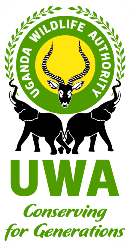 UGANDA WILDLIFE AUTHORITY
UWA
Conserving
for Generations